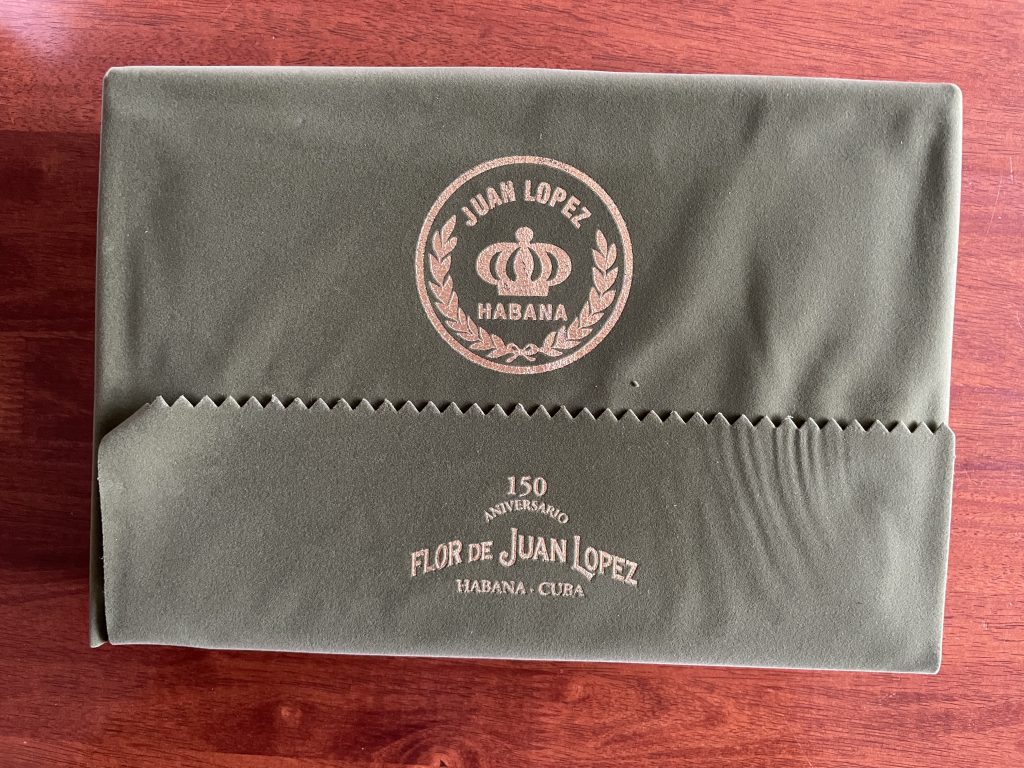 JUAN LOPEZ
HABANA
150
ANIVERSARIO
FLOR DE JUAN LOPEZ
HABANA · CUBA